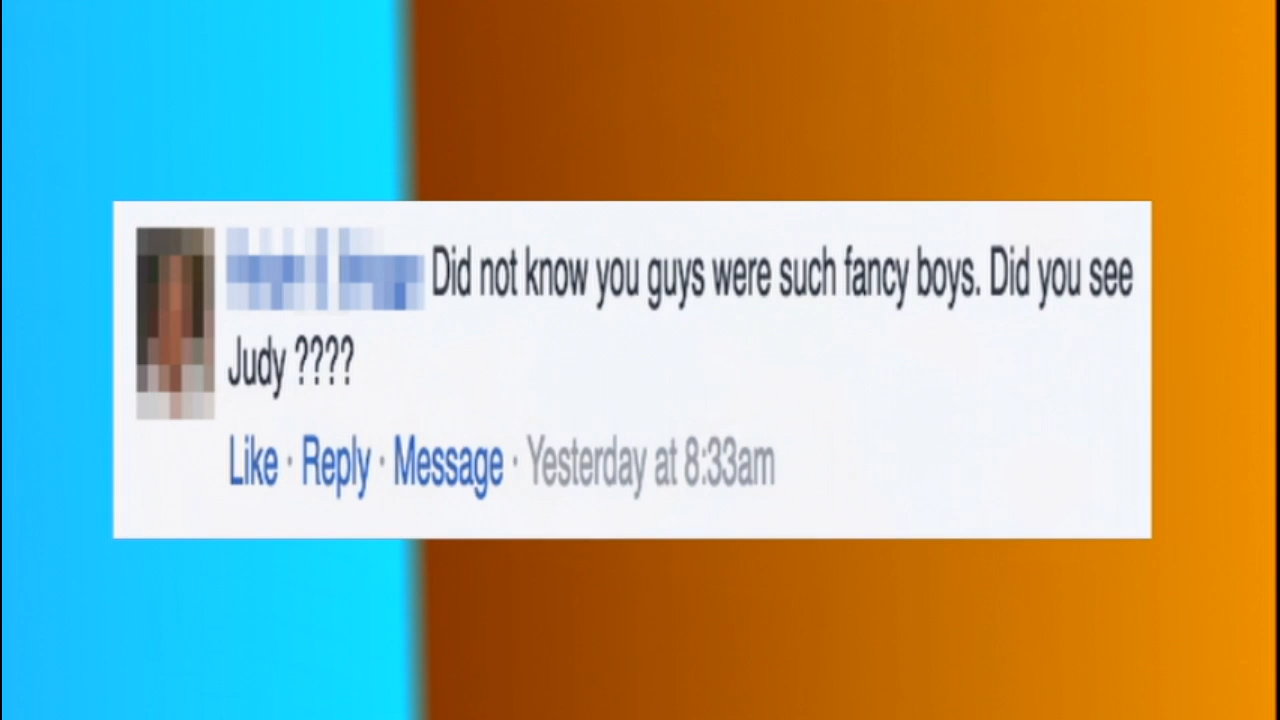 Did not know you guys were such fancy boys. Did you see
Judy ????
Like · Reply · Message · Yesterday at 8:33am